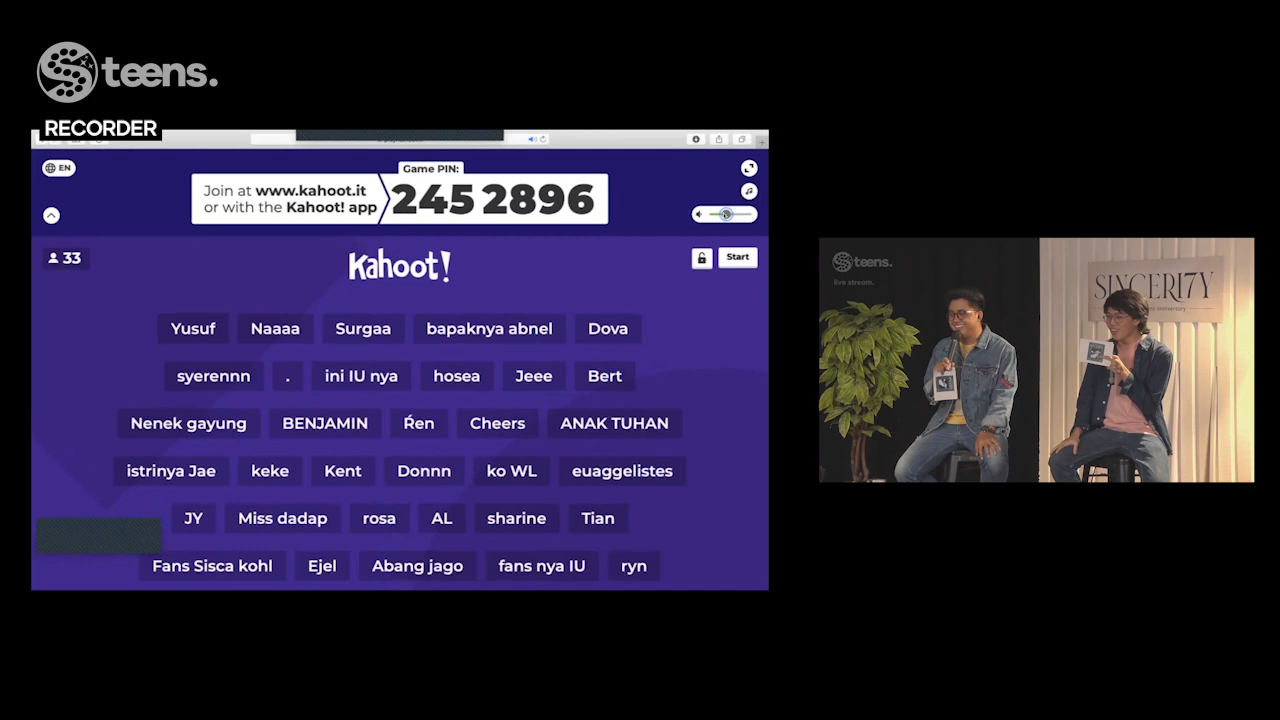 Steens.
RECORDER
EN
Join at www.kahoot.it
or with the Kahoot! app
Game PIN:
245 2896
33
Kahoot!
Start
Yusuf Naaaa Surgaa bapaknya abnel Dova
syerennn . ini IU nya hosea Jeee Bert
Nenek gayung BENJAMIN Ŕen Cheers ANAK TUHAN
istrinya Jae keke Kent Donnn ko WL euaggelistes
JY Miss dadap rosa AL sharine Tian
Fans Sisca kohl Ejel Abang jago fans nya IU ryn
Steens.
live stream.
SINCERI7Y
anniversary